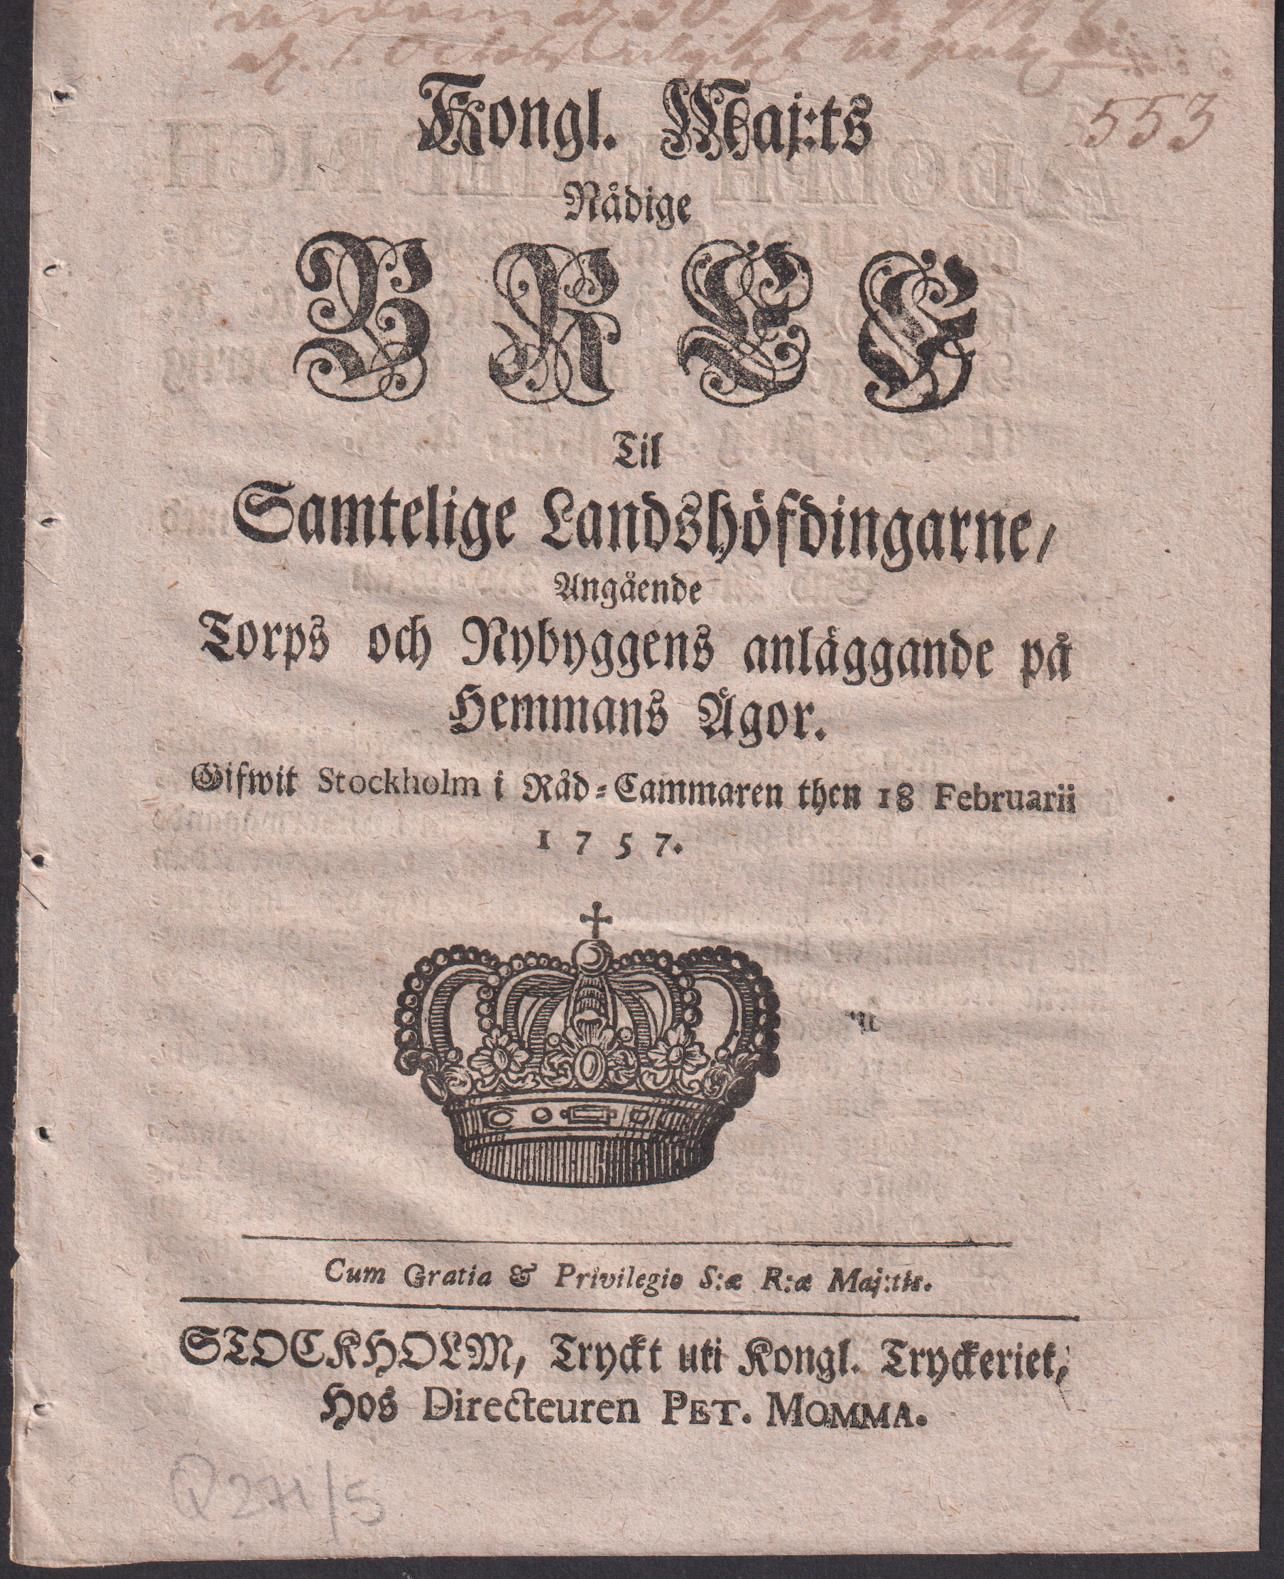 553
Kongl. Maj:ts
Nådige
BREF
Til
Samtelige Landshöfdingarne/
Angående
Torps och Nybyggens anläggande på
Hemmans Ägor.
Gifwit Stockholm i Råd-Cammaren then 18 Februarii
1757.
Cum Gratia & Privilegio S:æ R:æ Maj:tis.
STOCKHOLM, Tryckt uti Kongl. Tryckeriet,
Hos Directeuren PET. MOMMA.
Q271/5